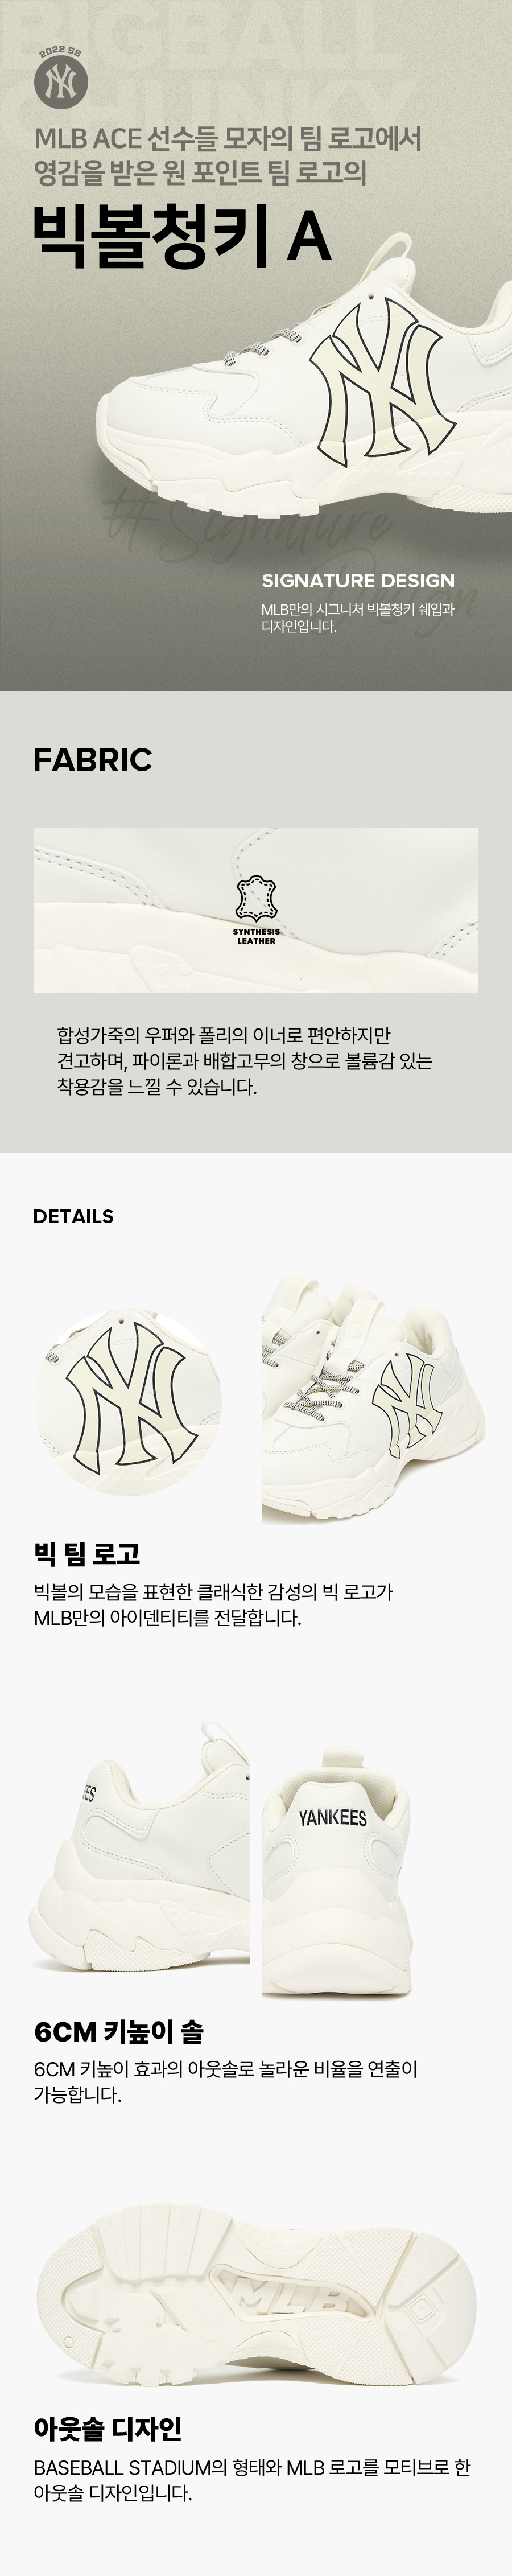 BIGBALL
CHUNKY
2022 SS
NY
MLB ACE 선수들 모자의 팀 로고에서
영감을 받은 원 포인트 팀 로고의
빅볼청키 A
NY
#Signature
Design
SIGNATURE DESIGN
MLB만의 시그니처 빅볼청키 쉐입과
디자인입니다.
FABRIC
SYNTHESIS
LEATHER
합성가죽의 우퍼와 폴리의 이너로 편안하지만
견고하며, 파이론과 배합고무의 창으로 볼륨감 있는
착용감을 느낄 수 있습니다.
DETAILS
NY
NY
빅 팀 로고
빅볼의 모습을 표현한 클래식한 감성의 빅 로고가
MLB만의 아이덴티티를 전달합니다.
EES
YANKEES
6CM 키높이 솔
6CM 키높이 효과의 아웃솔로 놀라운 비율을 연출이
가능합니다.
MLB
아웃솔 디자인
BASEBALL STADIUM의 형태와 MLB 로고를 모티브로 한
아웃솔 디자인입니다.